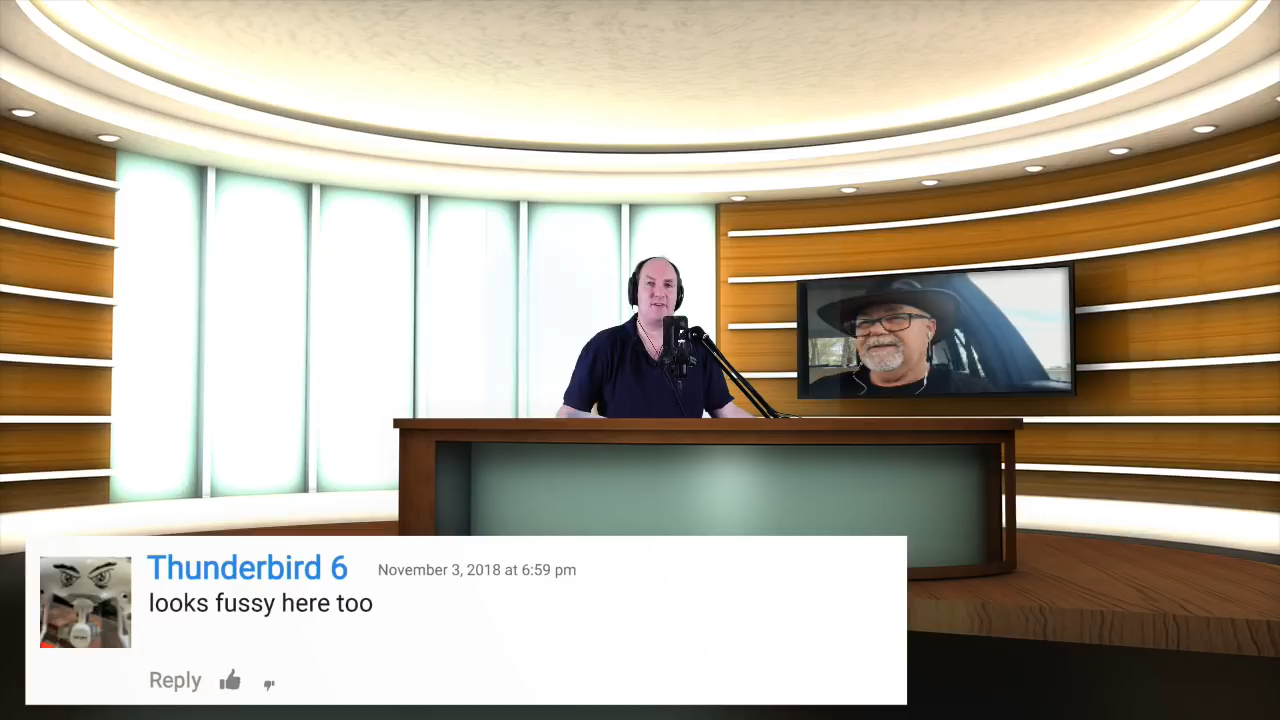 Thunderbird 6 November 3, 2018 at 6:59 pm
looks fussy here too
Reply